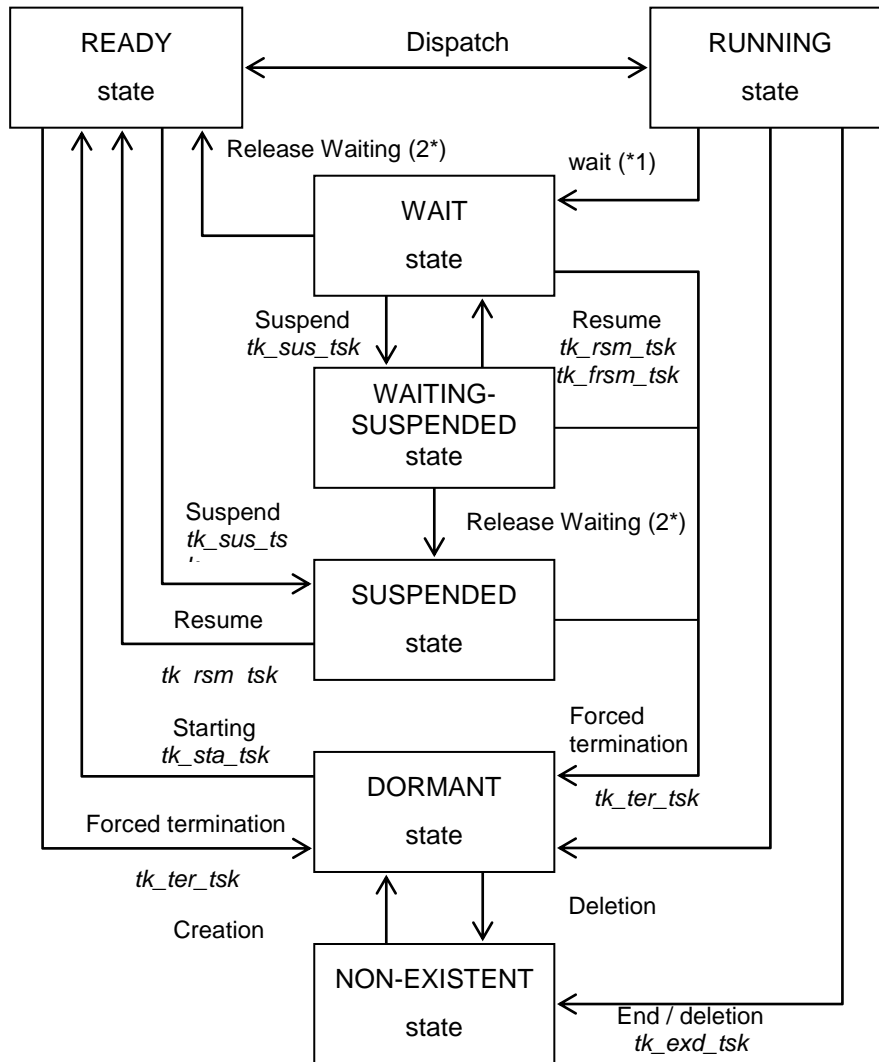 READY
state
Dispatch
RUNNING
state
Release Waiting (2*)
wait (*1)
WAIT
state
Suspend
tk_sus_tsk
Resume
tk_rsm_tsk
tk_frsm_tsk
WAITING-
SUSPENDED
state
Suspend
tk_sus_ts
Release Waiting (2*)
SUSPENDED
state
Resume
tk_rsm_tsk
Starting
tk_sta_tsk
Forced
termination
tk_ter_tsk
DORMANT
state
Forced termination
tk_ter_tsk
Creation
Deletion
NON-EXISTENT
state
End / deletion
tk_exd_tsk